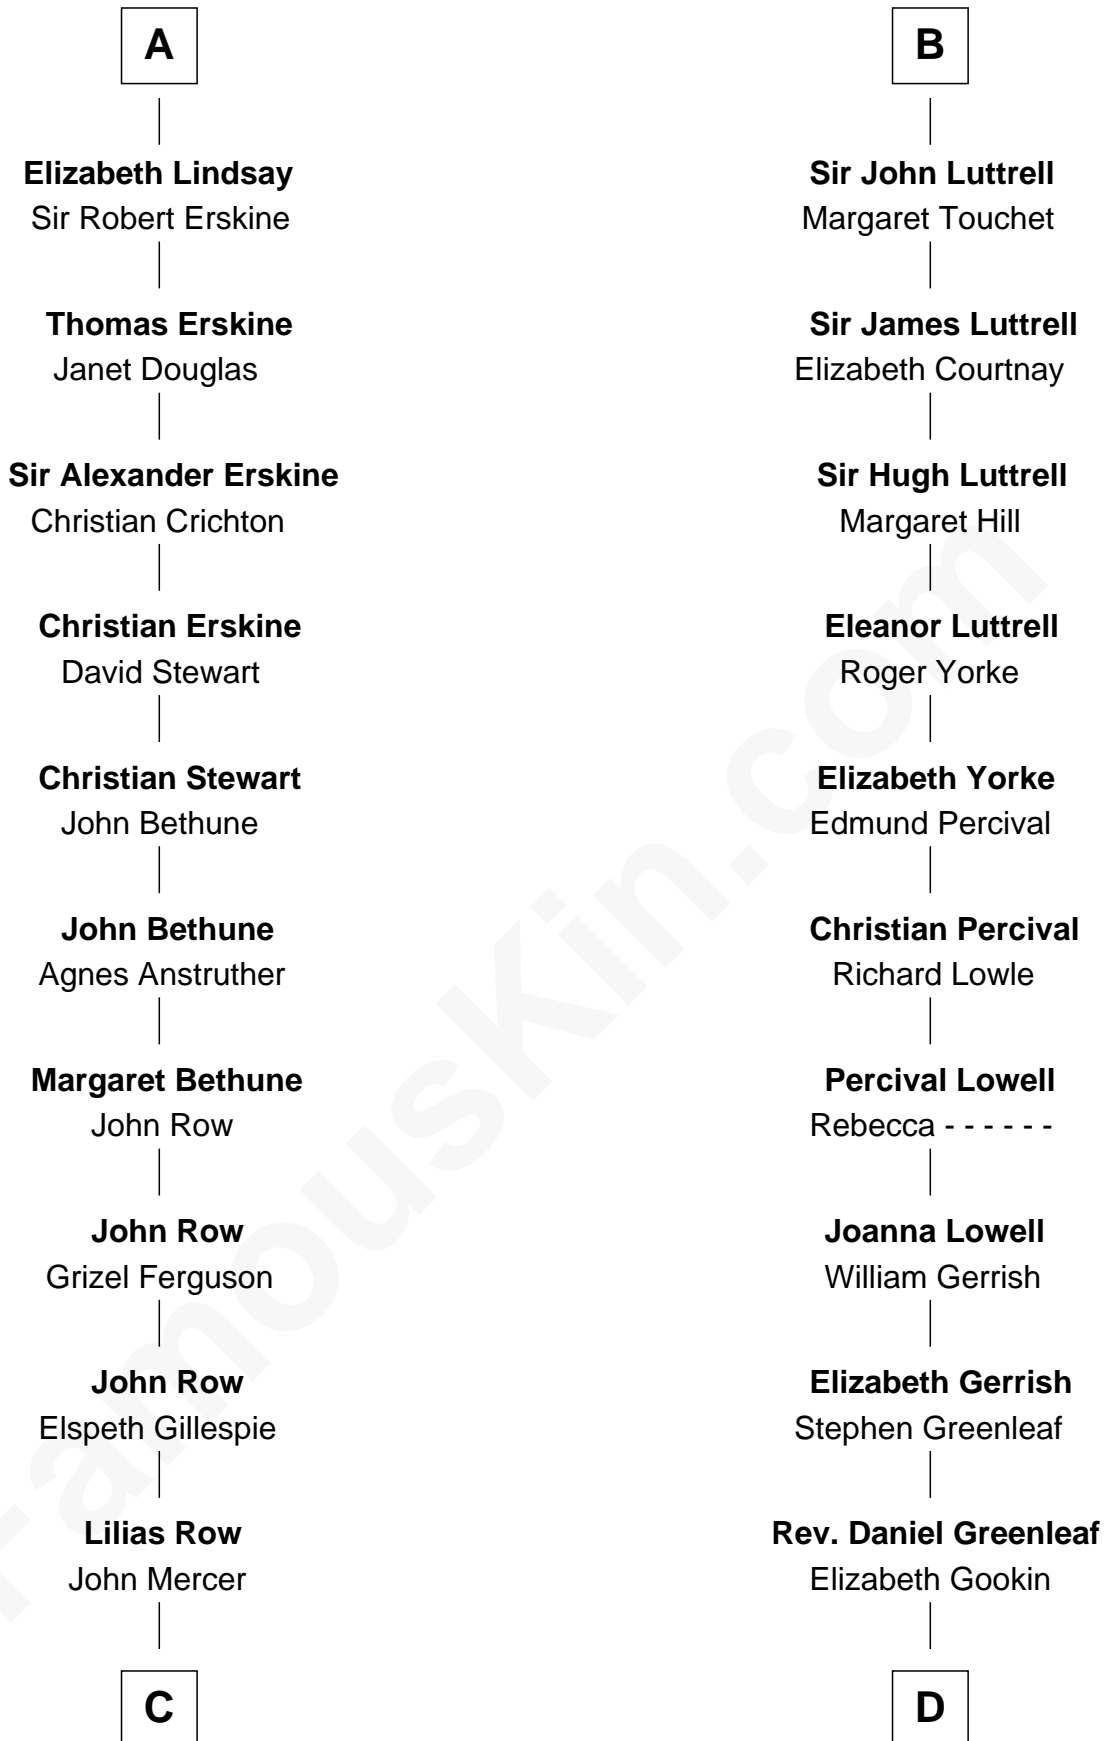 A
Elizabeth Lindsay
Sir Robert Erskine
Thomas Erskine
Janet Douglas
Sir Alexander Erskine
Christian Crichton
Christian Erskine
David Stewart
Christian Stewart
John Bethune
John Bethune
Agnes Anstruther
Margaret Bethune
John Row
John Row
Grizel Ferguson
John Row
Elspeth Gillespie
Lilias Row
John Mercer
C
B
Sir John Luttrell
Margaret Touchet
Sir James Luttrell
Elizabeth Courtnay
Sir Hugh Luttrell
Margaret Hill
Eleanor Luttrell
Roger Yorke
Elizabeth Yorke
Edmund Percival
Christian Percival
Richard Lowle
Percival Lowell
Rebecca - - - - - -
Joanna Lowell
William Gerrish
Elizabeth Gerrish
Stephen Greenleaf
Rev. Daniel Greenleaf
Elizabeth Gookin
D
FamousKin.com